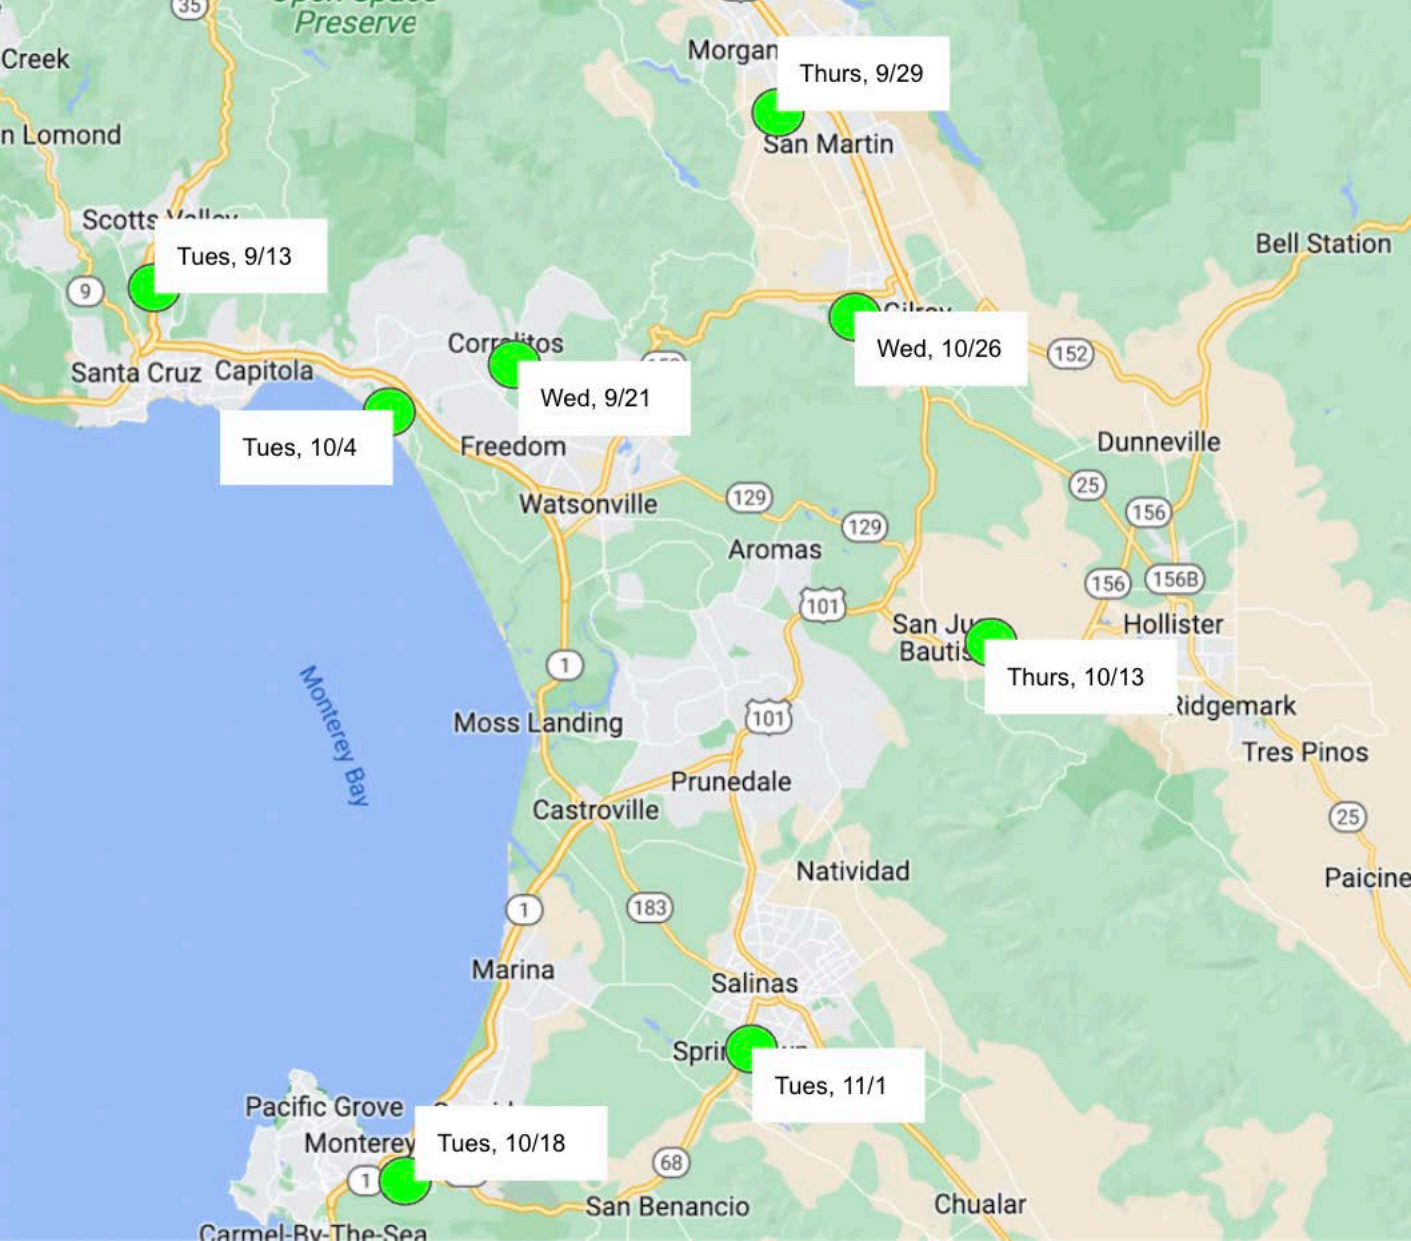 35
Preserve
Creek
Morgan
Thurs, 9/29
n Lomond
San Martin
Scotts Valley
Tues, 9/13
Bell Station
9
Gilroy
Corralitos
Wed, 10/26
152
Santa Cruz
Capitola
Wed, 9/21
Tues, 10/4
Freedom
Dunneville
25
129
Watsonville
156
129
Aromas
156
156B
101
San Ju
Bautis
Hollister
1
Thurs, 10/13
Monterey Bay
Ridgemark
Moss Landing
101
Tres Pinos
Prunedale
Castroville
25
Natividad
Paicine
1
183
Marina
Salinas
Sprin
Tues, 11/1
Pacific Grove
Monterey
Tues, 10/18
68
1
San Benancio
Chualar
Carmel-By-The-Sea